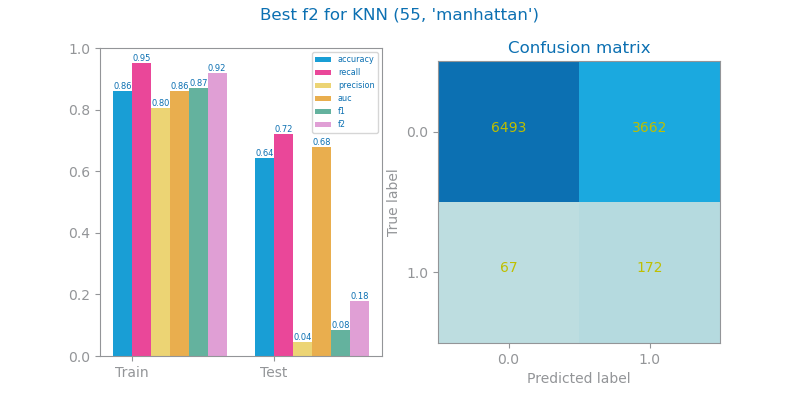 Best f2 for KNN (55, 'manhattan')
1.0
0.8
0.6
0.4
0.2
0.0
0.86
0.95
0.80
0.86
0.87
0.92
0.64
0.72
0.04
0.68
0.08
0.18
accuracy
recall
precision
auc
f1
f2
Train
Test
Confusion matrix
True label
0.0
1.0
6493
3662
67
172
0.0
1.0
Predicted label